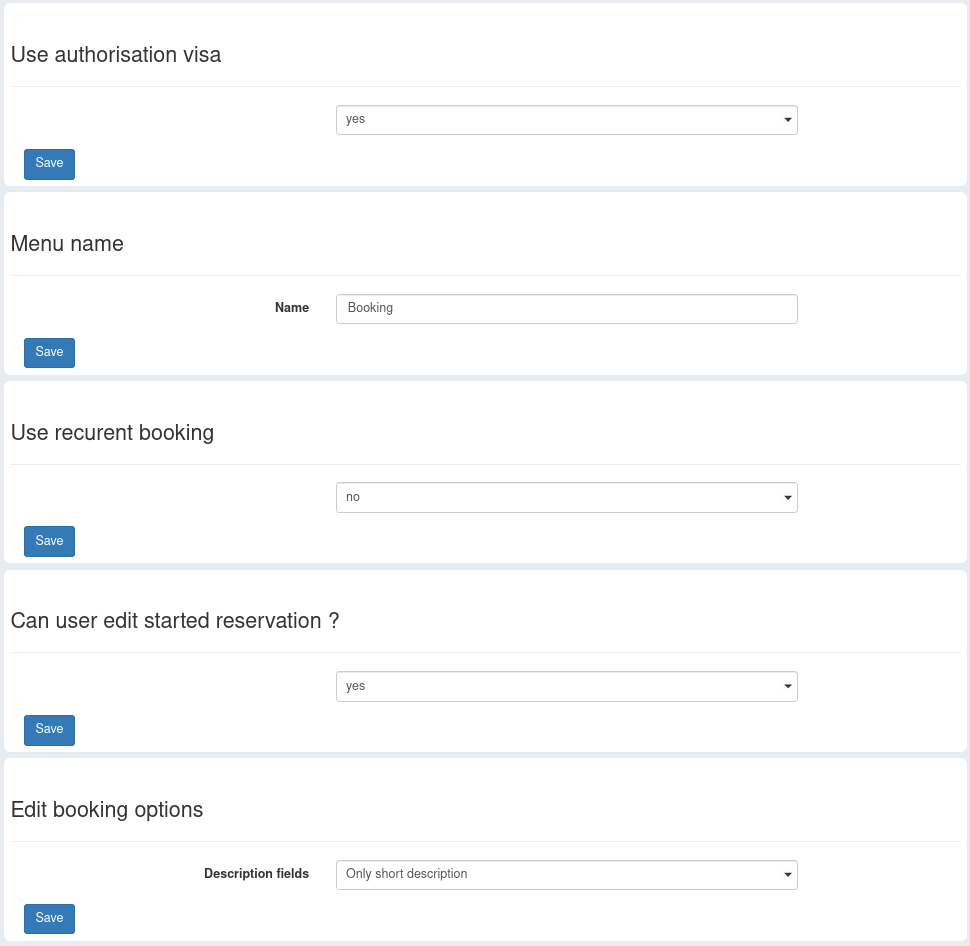 Use authorisation visa
yes
Save
Menu name
Name Booking
Save
Use recurent booking
no
Save
Can user edit started reservation ?
yes
Save
Edit booking options
Description fields Only short description
Save